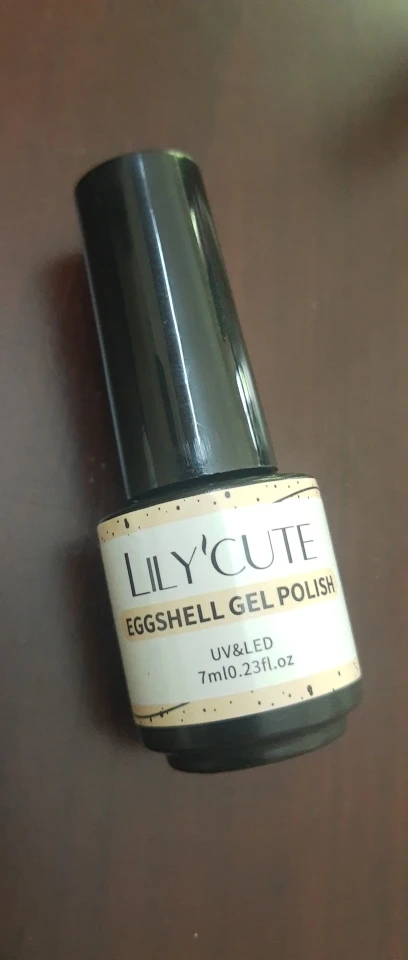 LILY'CUTE
EGGSHELL GEL POLISH
UV&LED
7ml0.23fl.oz